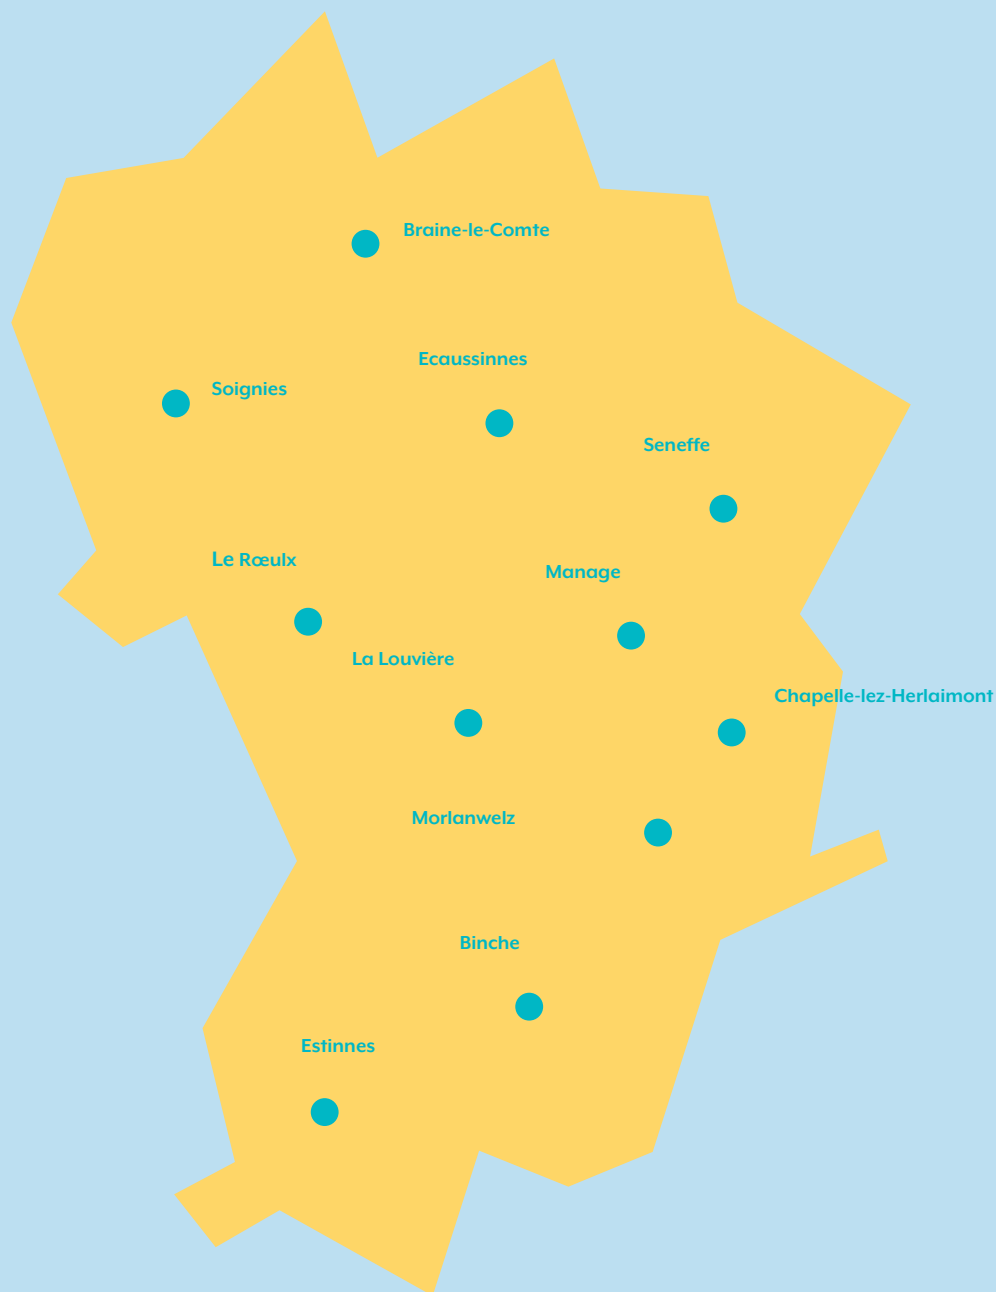 Braine-le-Comte
Ecaussinnes
Soignies
Seneffe
Le Rœulx
Manage
La Louvière
Chapelle-lez-Herlaimont
Morlanwelz
Binche
Estinnes